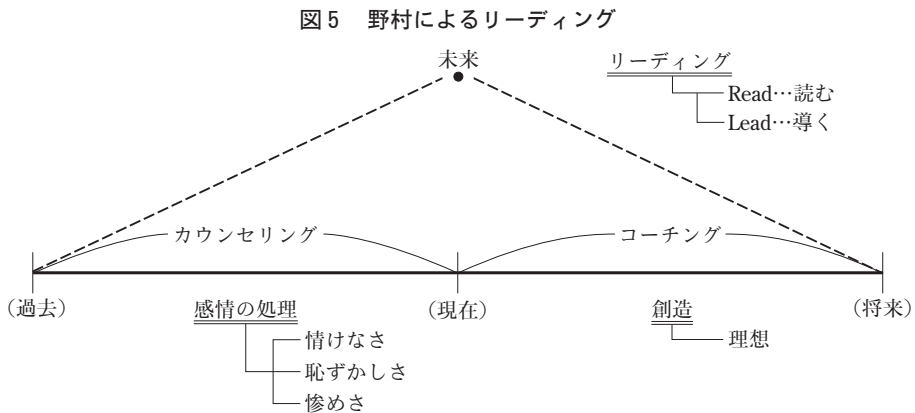 図5 野村によるリーディング
未来
リーディング
Read…読む
Lead…導く
カウンセリング
コーチング
(過去)
感情の処理
(現在)
創造
(将来)
情けなさ
理想
恥ずかしさ
惨めさ